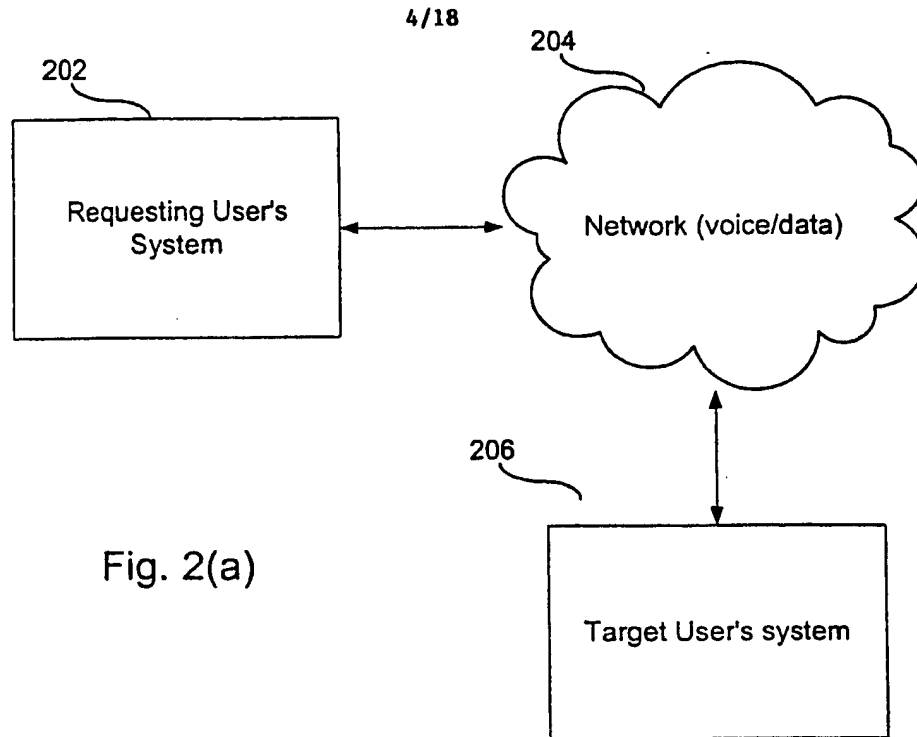 4/18
202
204
Requesting User's
System
Network (voice/data)
206
Fig. 2(a)
Target User's system